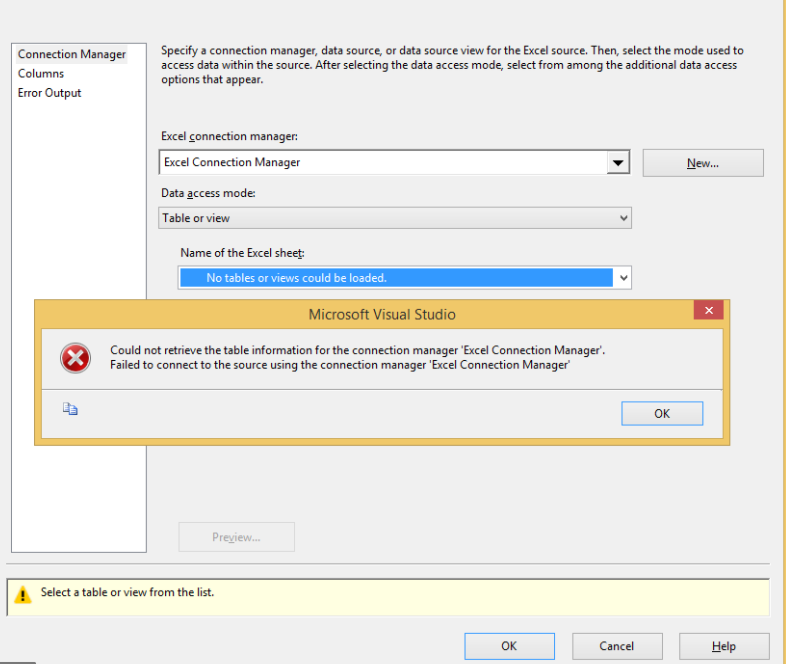 Connection Manager
Columns
Error Output
Specify a connection manager, data source, or data source view for the Excel source. Then, select the mode used to
access data within the source. After selecting the data access mode, select from among the additional data access
options that appear.
Excel connection manager:
Excel Connection Manager
New...
Data access mode:
Table or view
Name of the Excel sheet:
No tables or views could be loaded.
Microsoft Visual Studio
Could not retrieve the table information for the connection manager 'Excel Connection Manager'.
Failed to connect to the source using the connection manager 'Excel Connection Manager'
OK
Preview...
Select a table or view from the list.
OK
Cancel
Help